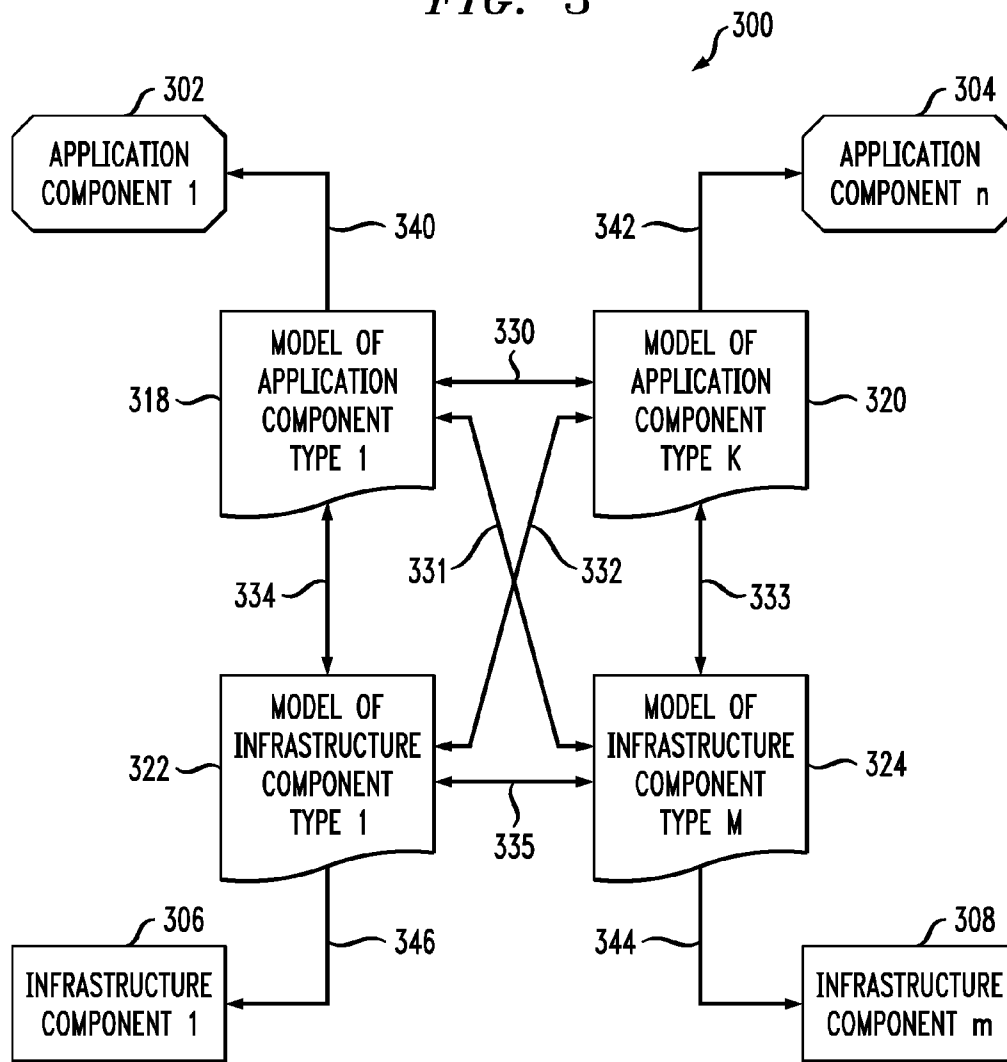 FIG. 3
300
302
304
APPLICATION
COMPONENT 1
APPLICATION
COMPONENT n
340
342
MODEL OF
APPLICATION
COMPONENT
TYPE 1
330
MODEL OF
APPLICATION
COMPONENT
TYPE K
318
320
334
331
332
333
MODEL OF
INFRASTRUCTURE
COMPONENT
TYPE 1
MODEL OF
INFRASTRUCTURE
COMPONENT
TYPE M
322
324
335
306
346
344
308
INFRASTRUCTURE
COMPONENT 1
INFRASTRUCTURE
COMPONENT m